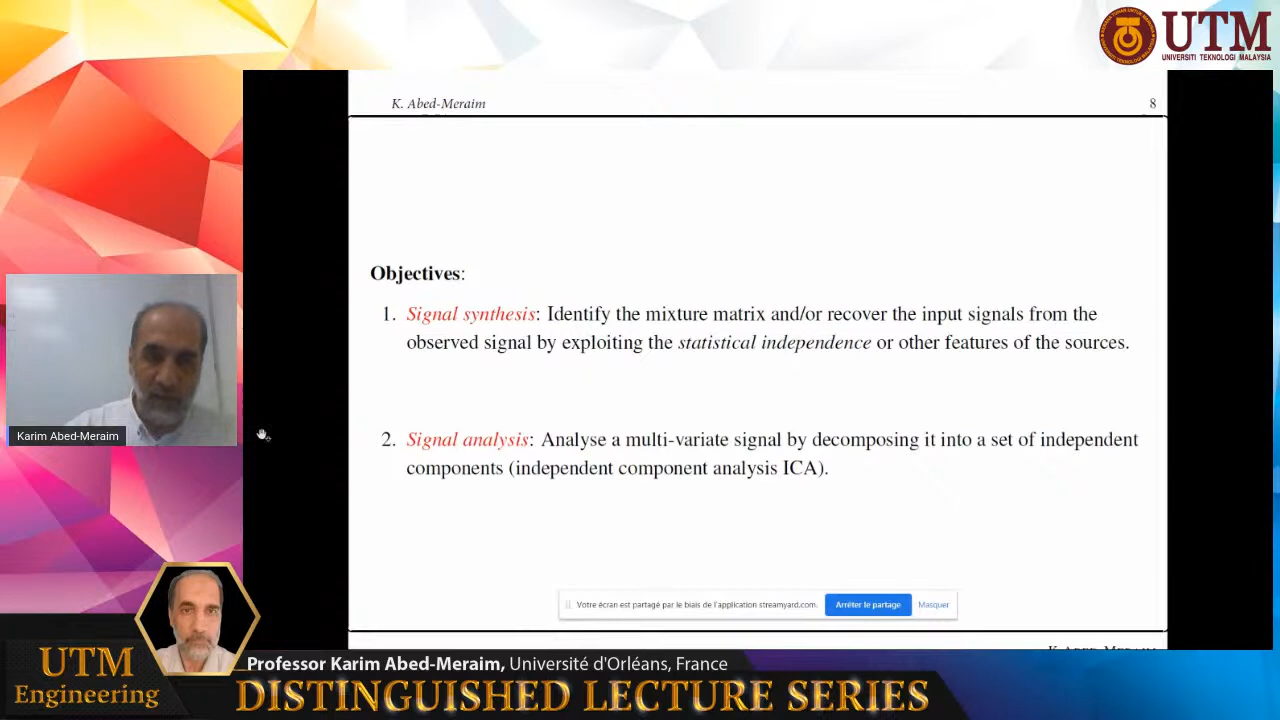 UTM
UNIVERSITI TEKNOLOGI MALAYSIA
K. Abed-Meraim
8
Objectives:
1. Signal synthesis: Identify the mixture matrix and/or recover the input signals from the
observed signal by exploiting the statistical independence or other features of the sources.
2. Signal analysis: Analyse a multi-variate signal by decomposing it into a set of independent
components (independent component analysis ICA).
Karim Abed-Meraim
Votre écran est partagé par le biais de l'application streamyard.com.
Arrêter le partage
Masquer
UTM
Engineering
Professor Karim Abed-Meraim, Université d'Orléans, France
DISTINGUISHED LECTURE SERIES